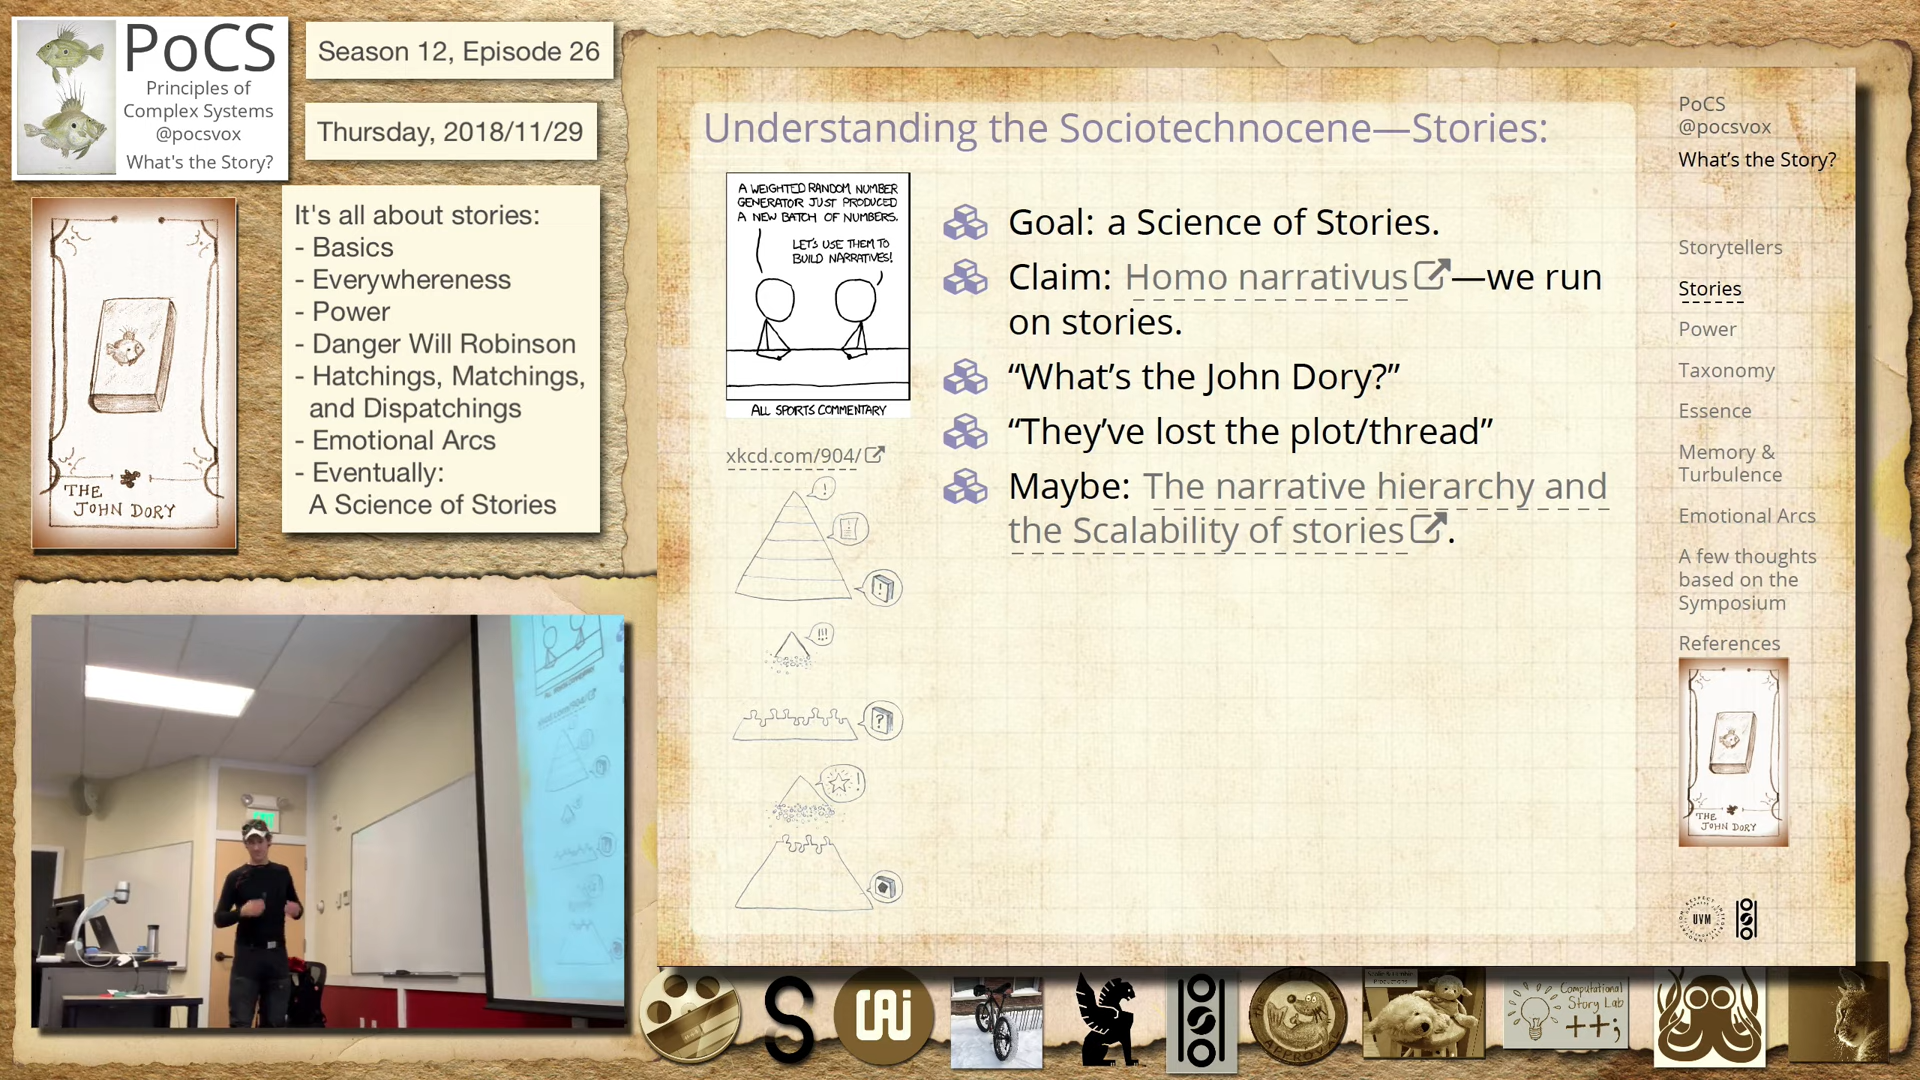 PoCS
Principles of
Complex Systems
@pocsvox
What's the Story?
Season 12, Episode 26
Thursday, 2018/11/29
THE
JOHN DORY
It's all about stories:
- Basics
- Everywhereness
- Power
- Danger Will Robinson
- Hatchings, Matchings,
and Dispatchings
- Emotional Arcs
- Eventually:
A Science of Stories
Understanding the Sociotechnocene—Stories:
A WEIGHTED RANDOM NUMBER
GENERATOR JUST PRODUCED
A NEW BATCH OF NUMBERS.
LET'S USE THEM TO
BUILD NARRATIVES!
ALL SPORTS COMMENTARY
xkcd.com/904/
!
!
!!!
?
!
Goal: a Science of Stories.
Claim: Homo narrativus—we run
on stories.
“What’s the John Dory?”
“They’ve lost the plot/thread”
Maybe: The narrative hierarchy and
the Scalability of stories.
PoCS
@pocsvox
What’s the Story?
Storytellers
Stories
Power
Taxonomy
Essence
Memory &
Turbulence
Emotional Arcs
A few thoughts
based on the
Symposium
References
THE
JOHN DORY
UVM
S
Computational
Story Lab
++;